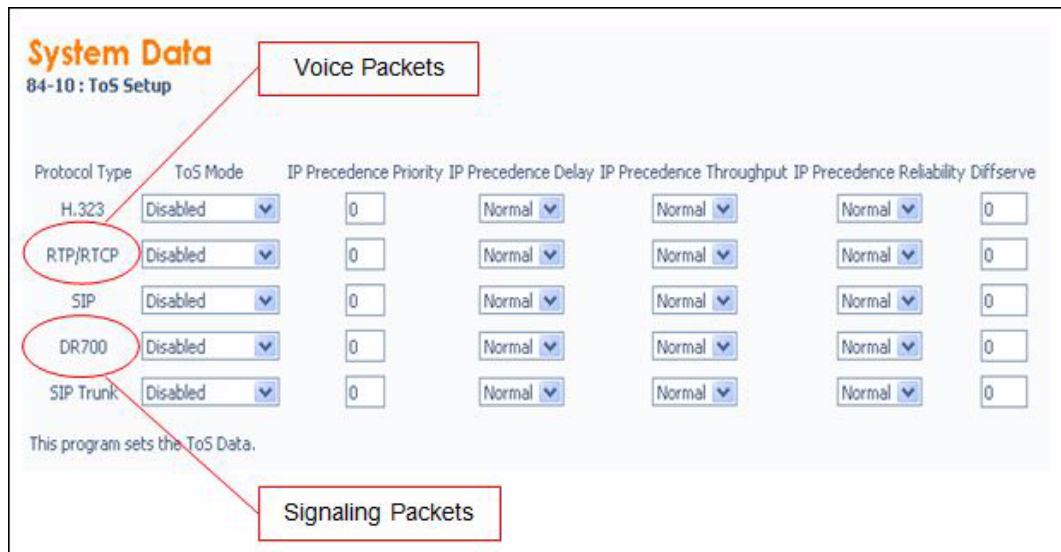 System Data
84-10 : ToS Setup
Voice Packets
Protocol Type ToS Mode IP Precedence Priority IP Precedence Delay IP Precedence Throughput IP Precedence Reliability Diffserve
H.323 Disabled 0 Normal Normal Normal 0
RTP/RTCP Disabled 0 Normal Normal Normal 0
SIP Disabled 0 Normal Normal Normal 0
DR700 Disabled 0 Normal Normal Normal 0
SIP Trunk Disabled 0 Normal Normal Normal 0
This program sets the ToS Data.
Signaling Packets